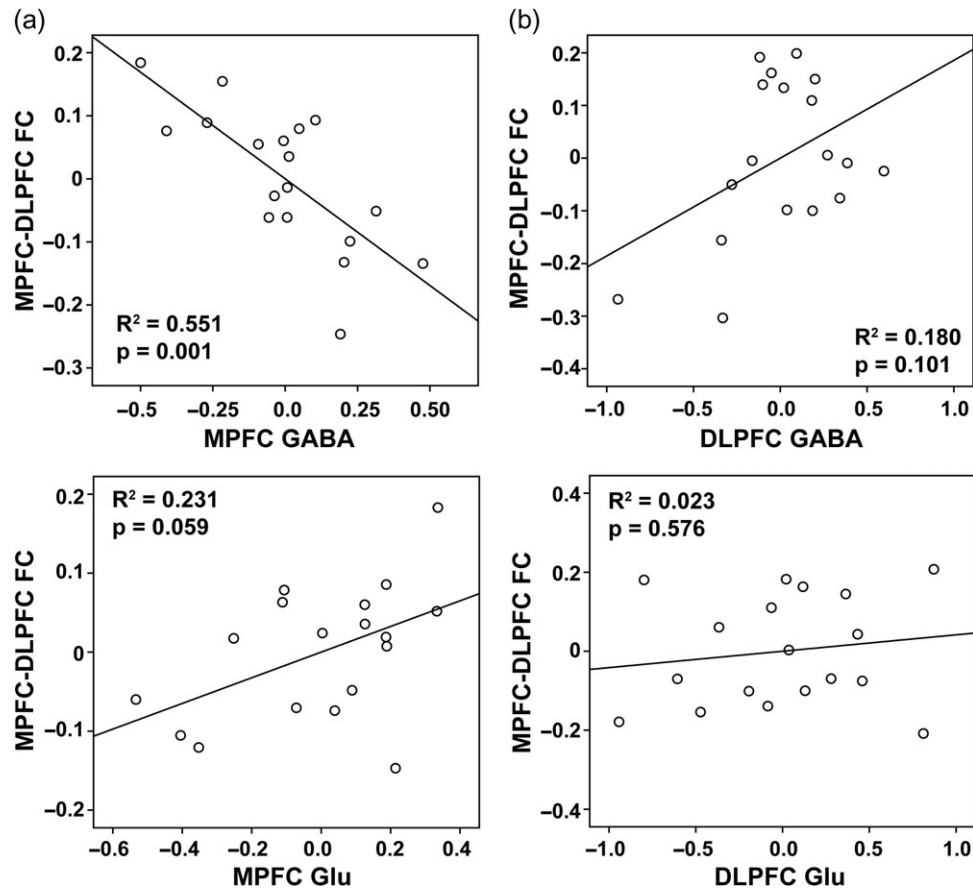 (a)
0.2
0.1
0
−0.1
−0.2
−0.3
MPFC-DLPFC FC
R² = 0.551
p = 0.001
−0.5
−0.25
0.0
0.25
0.50
MPFC GABA
(b)
0.2
0.1
0
−0.1
−0.2
−0.3
−0.4
MPFC-DLPFC FC
R² = 0.180
p = 0.101
−1.0
−0.5
0.0
0.5
1.0
DLPFC GABA
0.2
0.1
0
−0.1
−0.2
MPFC-DLPFC FC
R² = 0.231
p = 0.059
−0.6
−0.4
−0.2
0.0
0.2
0.4
MPFC Glu
0.4
0.2
0
−0.2
−0.4
MPFC-DLPFC FC
R² = 0.023
p = 0.576
−1.0
−0.5
0.0
0.5
1.0
DLPFC Glu